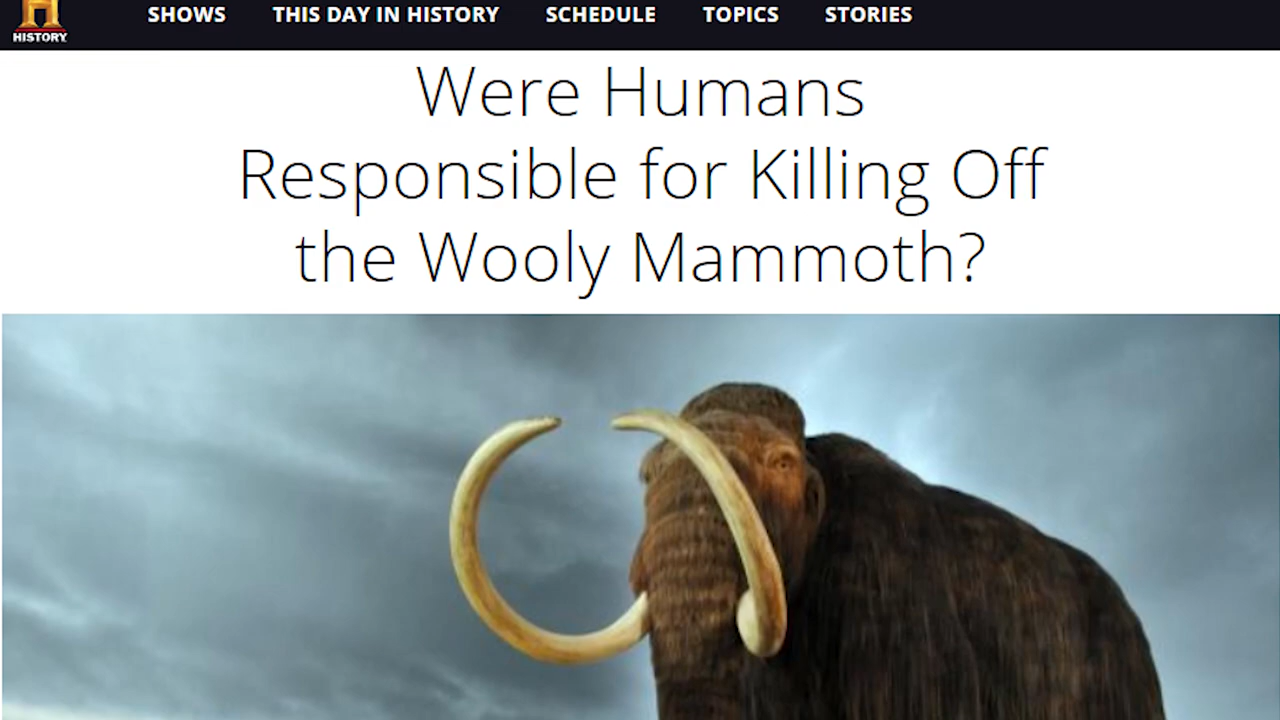 H
HISTORY.
SHOWS THIS DAY IN HISTORY SCHEDULE TOPICS STORIES
Were Humans
Responsible for Killing Off
the Wooly Mammoth?